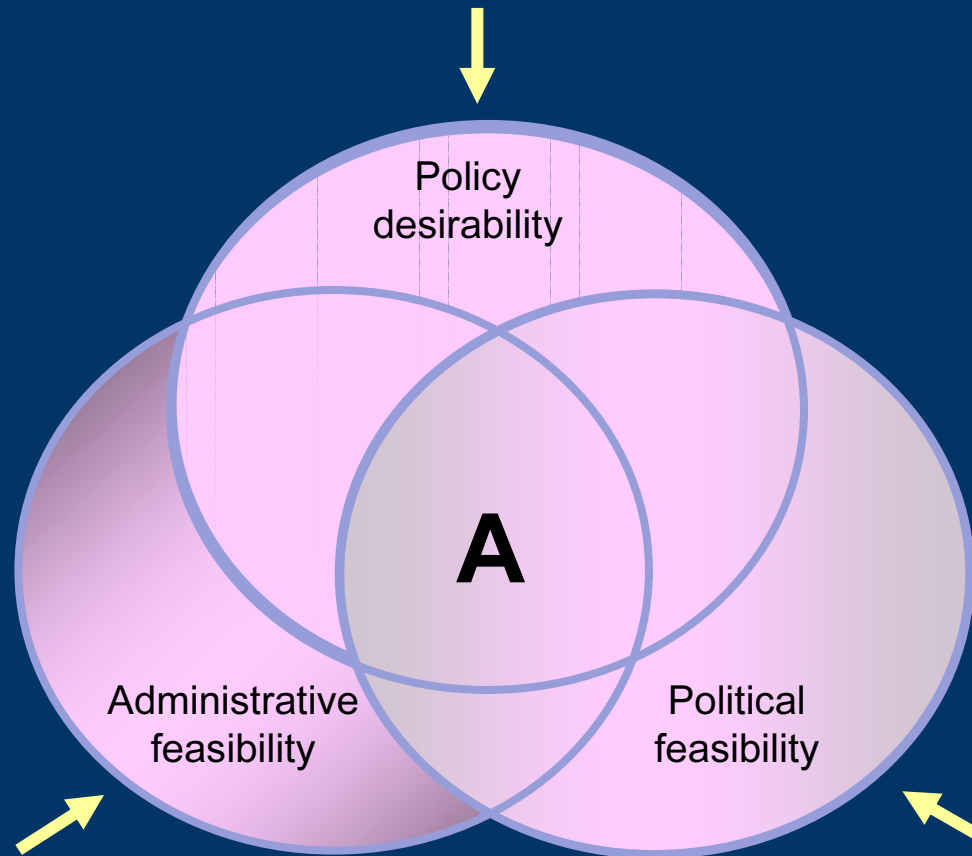 Policy
desirability
A
Administrative
feasibility
Political
feasibility